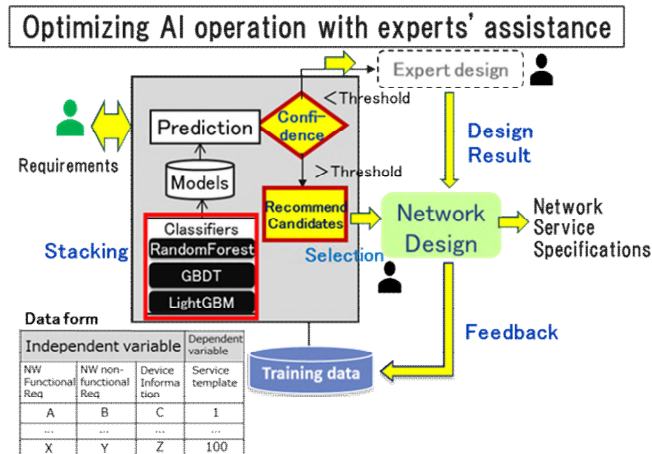 Optimizing AI operation with experts' assistance
Expert design
<Threshold
Confi-
dence
Prediction
Requirements
Design
Result
>Threshold
Models
Recommend
Candidates
Network
Design
Network
Service
Specifications
Classifiers
RandomForest
GBDT
LightGBM
Stacking
Selection
Data form
Feedback
Independent variable
Dependent
variable
NW
Functional
Req
NW non-
functional
Req
Device
Informa
tion
Service
template
A B C 1
... ... ... ...
X Y Z 100
Training data